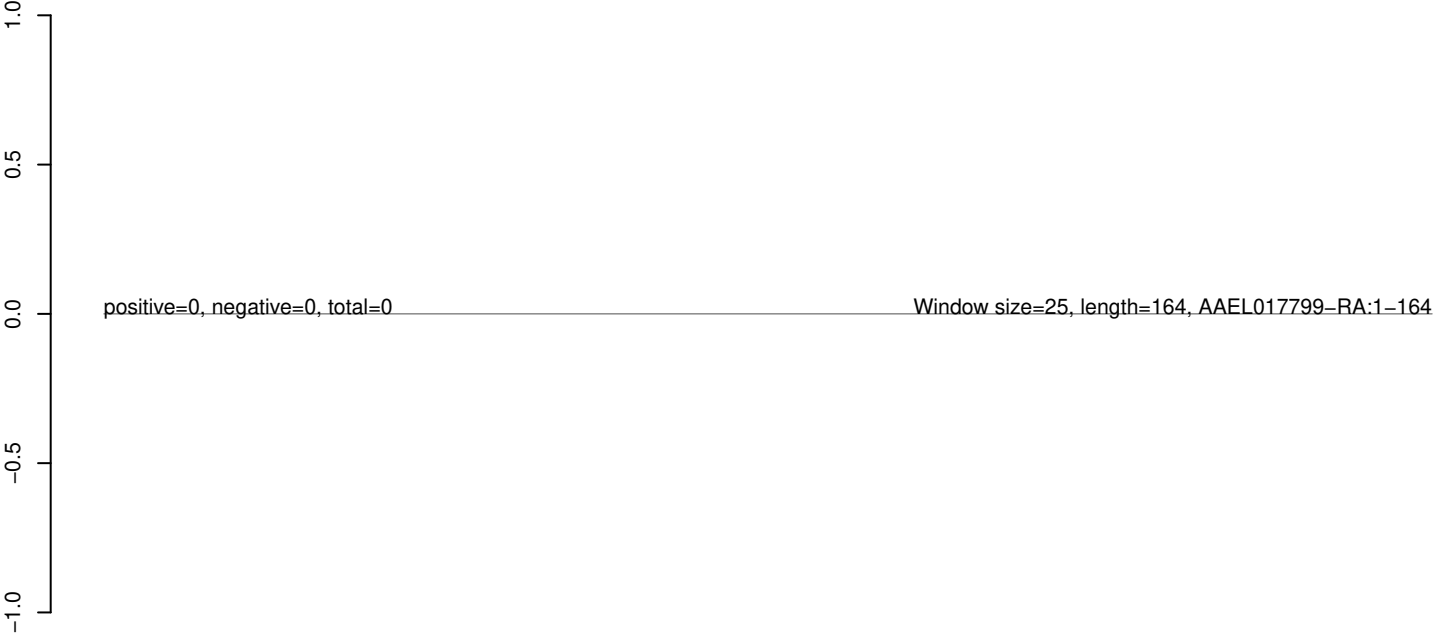 1.0
0.5
0.0
−0.5
−1.0
positive=0, negative=0, total=0
Window size=25, length=164, AAEL017799−RA:1−164